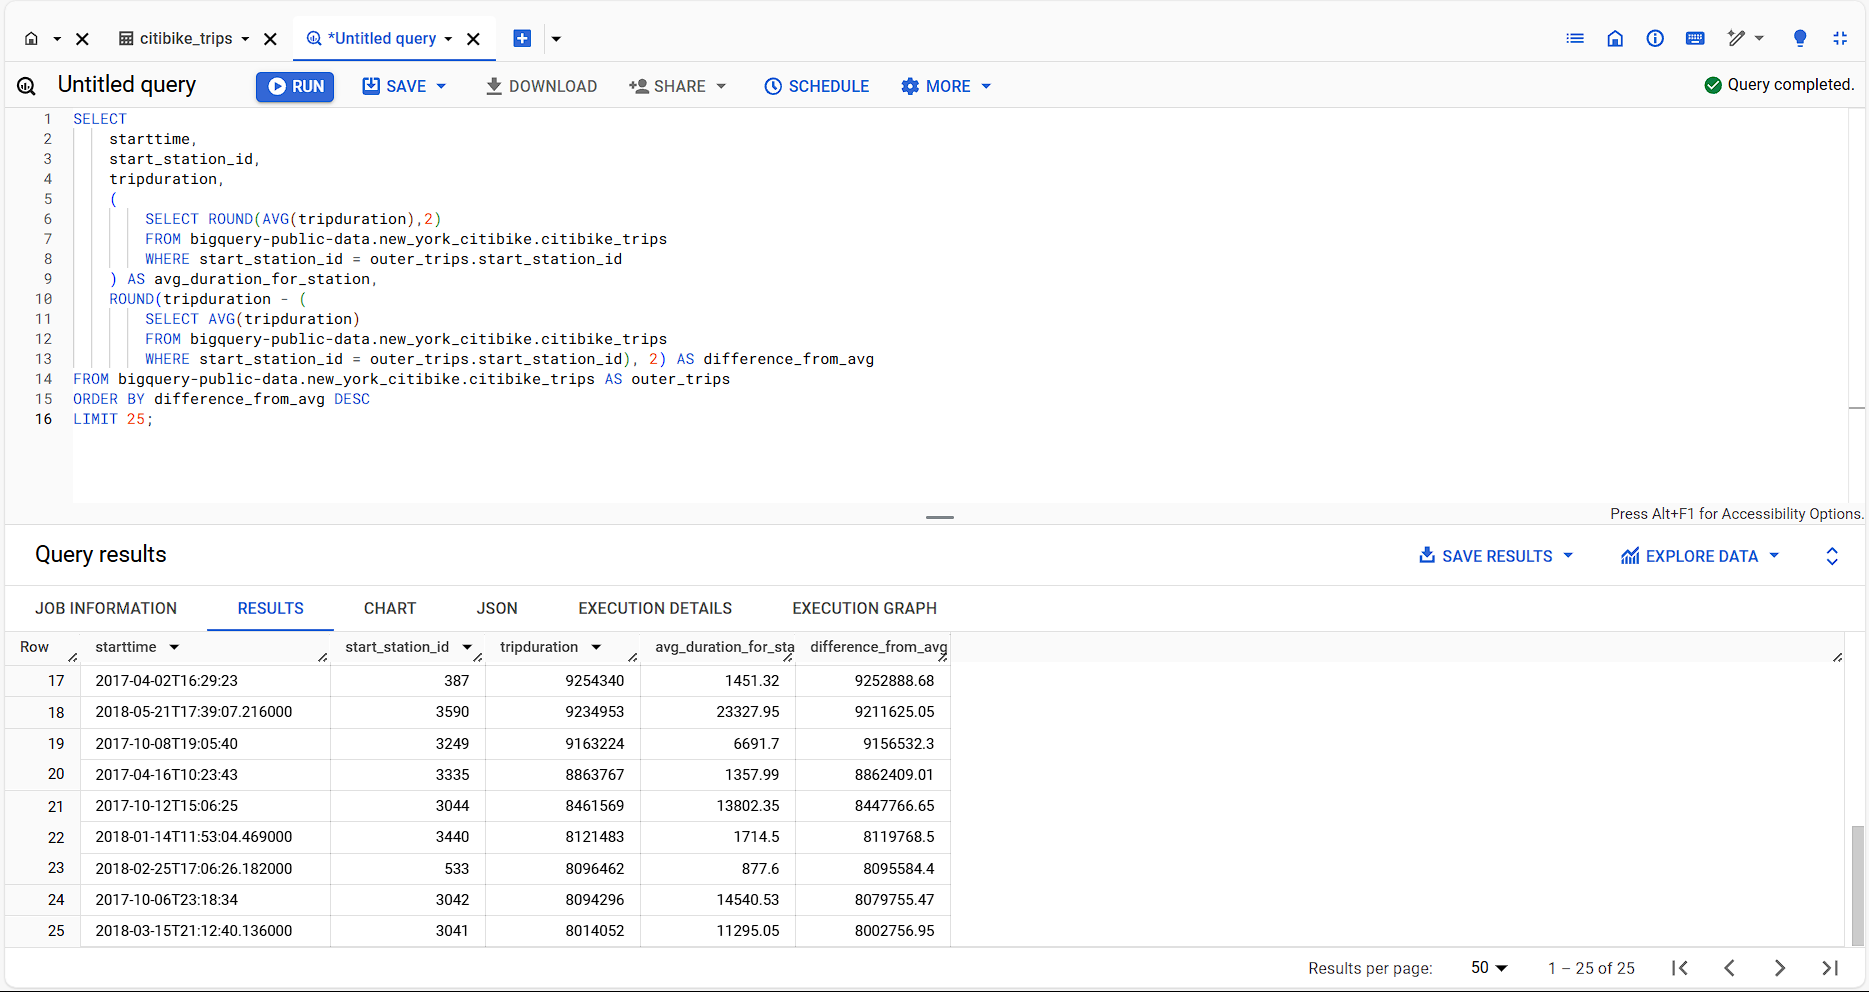 citibike_trips
*Untitled query
Untitled query
RUN
SAVE
DOWNLOAD
SHARE
SCHEDULE
MORE
Query completed.
1 SELECT
2 starttime,
3 start_station_id,
4 tripduration,
5 (
6 SELECT ROUND(AVG(tripduration),2)
7 FROM bigquery-public-data.new_york_citibike.citibike_trips
8 WHERE start_station_id = outer_trips.start_station_id
9 ) AS avg_duration_for_station,
10 ROUND(tripduration - (
11 SELECT AVG(tripduration)
12 FROM bigquery-public-data.new_york_citibike.citibike_trips
13 WHERE start_station_id = outer_trips.start_station_id), 2) AS difference_from_avg
14 FROM bigquery-public-data.new_york_citibike.citibike_trips AS outer_trips
15 ORDER BY difference_from_avg DESC
16 LIMIT 25;
Press Alt+F1 for Accessibility Options.
Query results
SAVE RESULTS
EXPLORE DATA
JOB INFORMATION
RESULTS
CHART
JSON
EXECUTION DETAILS
EXECUTION GRAPH
Row starttime start_station_id tripduration avg_duration_for_sta difference_from_avg
17 2017-04-02T16:29:23 387 9254340 1451.32 9252888.68
18 2018-05-21T17:39:07.216000 3590 9234953 23327.95 9211625.05
19 2017-10-08T19:05:40 3249 9163224 6691.7 9156532.3
20 2017-04-16T10:23:43 3335 8863767 1357.99 8862409.01
21 2017-10-12T15:06:25 3044 8461569 13802.35 8447766.65
22 2018-01-14T11:53:04.469000 3440 8121483 1714.5 8119768.5
23 2018-02-25T17:06:26.182000 533 8096462 877.6 8095584.4
24 2017-10-06T23:18:34 3042 8094296 14540.53 8079755.47
25 2018-03-15T21:12:40.136000 3041 8014052 11295.05 8002756.95
Results per page: 50 1 – 25 of 25